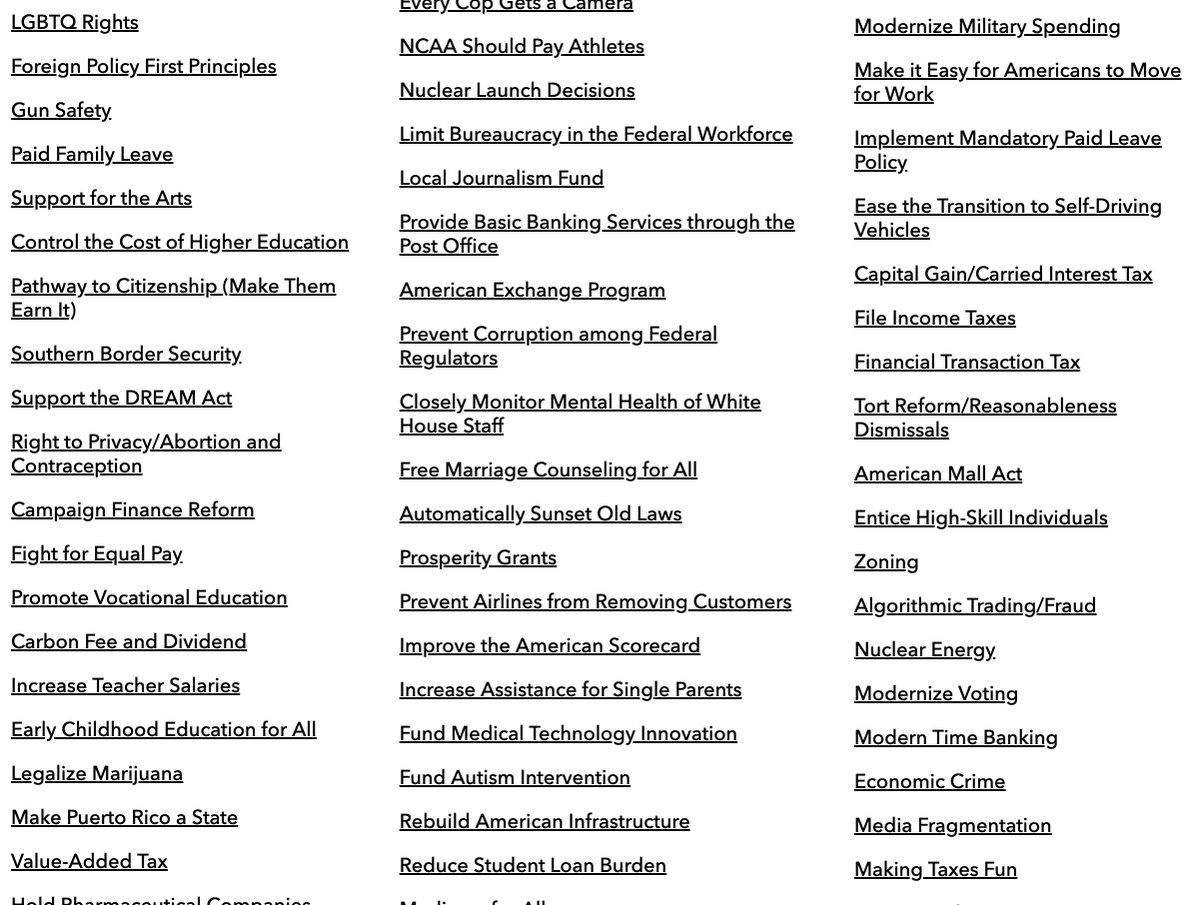 LGBTQ Rights
Foreign Policy First Principles
Gun Safety
Paid Family Leave
Support for the Arts
Control the Cost of Higher Education
Pathway to Citizenship (Make Them
Earn It)
Southern Border Security
Support the DREAM Act
Right to Privacy/Abortion and
Contraception
Campaign Finance Reform
Fight for Equal Pay
Promote Vocational Education
Carbon Fee and Dividend
Increase Teacher Salaries
Early Childhood Education for All
Legalize Marijuana
Make Puerto Rico a State
Value-Added Tax
Hold Pharmaceutical Companies
Every Cop Gets a Camera
NCAA Should Pay Athletes
Nuclear Launch Decisions
Limit Bureaucracy in the Federal Workforce
Local Journalism Fund
Provide Basic Banking Services through the
Post Office
American Exchange Program
Prevent Corruption among Federal
Regulators
Closely Monitor Mental Health of White
House Staff
Free Marriage Counseling for All
Automatically Sunset Old Laws
Prosperity Grants
Prevent Airlines from Removing Customers
Improve the American Scorecard
Increase Assistance for Single Parents
Fund Medical Technology Innovation
Fund Autism Intervention
Rebuild American Infrastructure
Reduce Student Loan Burden
Medicare for All
Modernize Military Spending
Make it Easy for Americans to Move
for Work
Implement Mandatory Paid Leave
Policy
Ease the Transition to Self-Driving
Vehicles
Capital Gain/Carried Interest Tax
File Income Taxes
Financial Transaction Tax
Tort Reform/Reasonableness
Dismissals
American Mall Act
Entice High-Skill Individuals
Zoning
Algorithmic Trading/Fraud
Nuclear Energy
Modernize Voting
Modern Time Banking
Economic Crime
Media Fragmentation
Making Taxes Fun